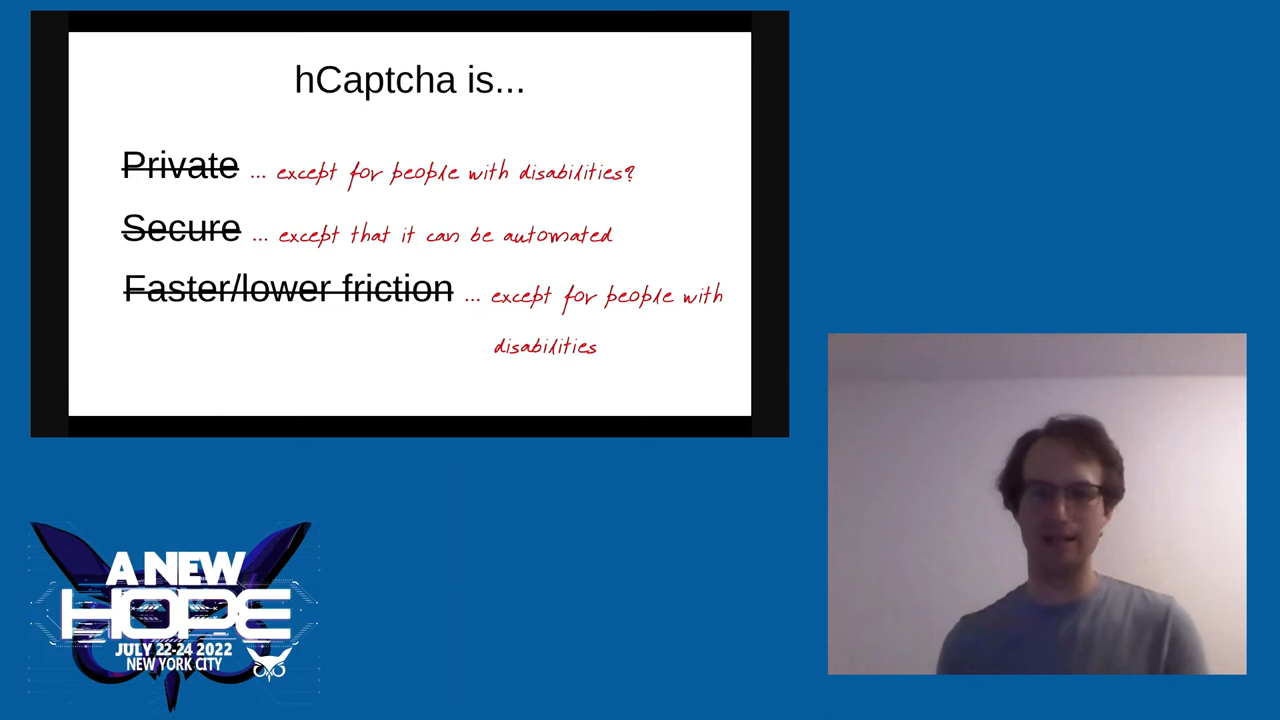 hCaptcha is...
Private ... except for people with disabilities?
Secure ... except that it can be automated
Faster/lower friction ... except for people with
disabilities
A NEW
HOPE
JULY 22-24 2022
NEW YORK CITY